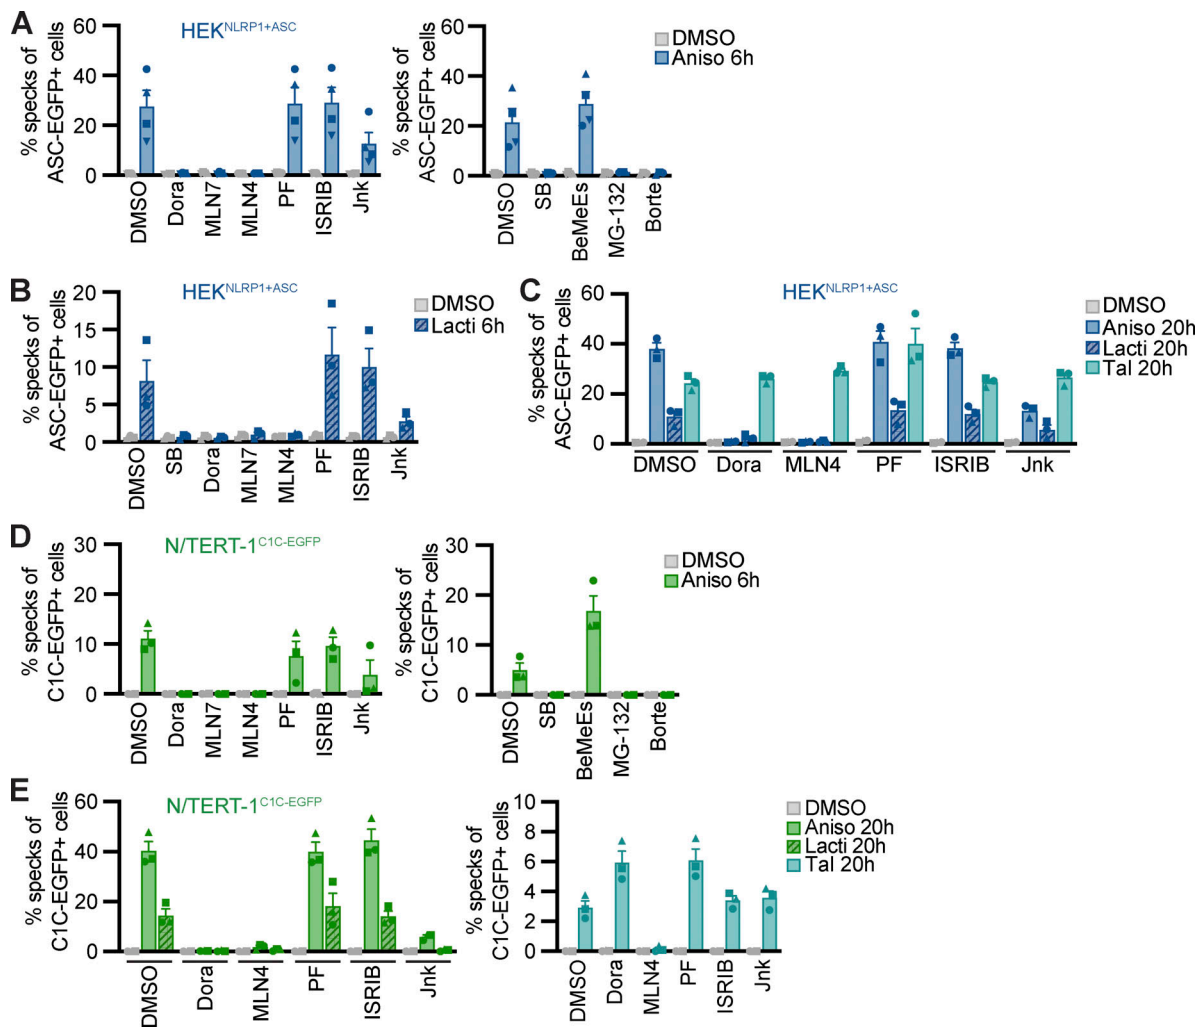 A
HEK^NLRP1+ASC
% specks of
ASC-EGFP+ cells
60
40
20
0
DMSO
Dora
MLN7
MLN4
PF
ISRIB
Jnk
% specks of
ASC-EGFP+ cells
60
40
20
0
DMSO
SB
BeMeEs
MG-132
Borte
DMSO
Aniso 6h
B
HEK^NLRP1+ASC
% specks of
ASC-EGFP+ cells
20
15
10
5
0
DMSO
SB
Dora
MLN7
MLN4
PF
ISRIB
Jnk
DMSO
Lacti 6h
C
HEK^NLRP1+ASC
% specks of
ASC-EGFP+ cells
60
40
20
0
DMSO
Dora
MLN4
PF
ISRIB
Jnk
DMSO
Aniso 20h
Lacti 20h
Tal 20h
D
N/TERT-1^C1C-EGFP
% specks of
C1C-EGFP+ cells
30
20
10
0
DMSO
Dora
MLN7
MLN4
PF
ISRIB
Jnk
% specks of
C1C-EGFP+ cells
30
20
10
0
DMSO
SB
BeMeEs
MG-132
Borte
DMSO
Aniso 6h
E
N/TERT-1^C1C-EGFP
% specks of
C1C-EGFP+ cells
60
40
20
0
DMSO
Dora
MLN4
PF
ISRIB
Jnk
% specks of
C1C-EGFP+ cells
10
8
6
4
2
0
DMSO
Dora
MLN4
PF
ISRIB
Jnk
DMSO
Aniso 20h
Lacti 20h
Tal 20h